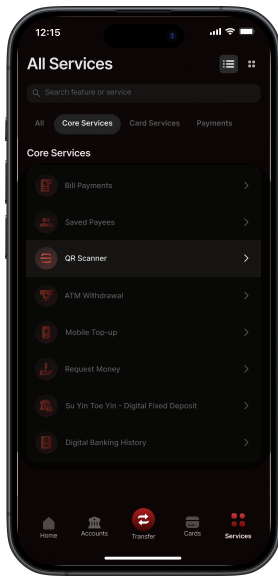 12:15
All Services
Search feature or service
All Core Services Card Services Payments
Core Services
Bill Payments
Saved Payees
QR Scanner
ATM Withdrawal
Mobile Top-up
Request Money
Su Yin Toe Yin - Digital Fixed Deposit
Digital Banking History
Home Accounts Transfer Cards Services